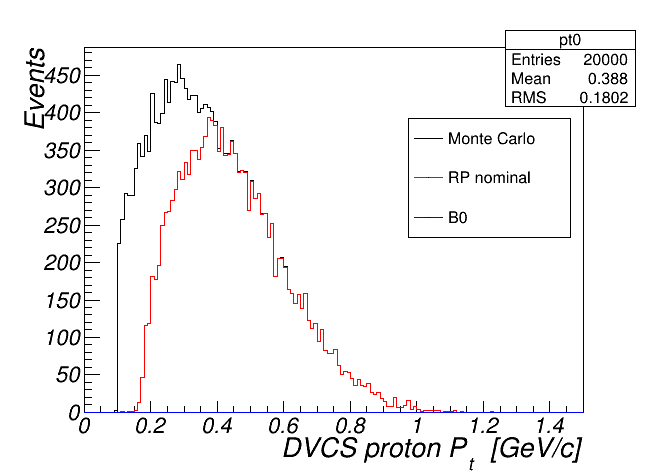 pt0
Entries 20000
Mean 0.388
RMS 0.1802
Events
450
400
350
300
250
200
150
100
50
0
Monte Carlo
RP nominal
B0
0 0.2 0.4 0.6 0.8 1 1.2 1.4
DVCS proton P_t [GeV/c]